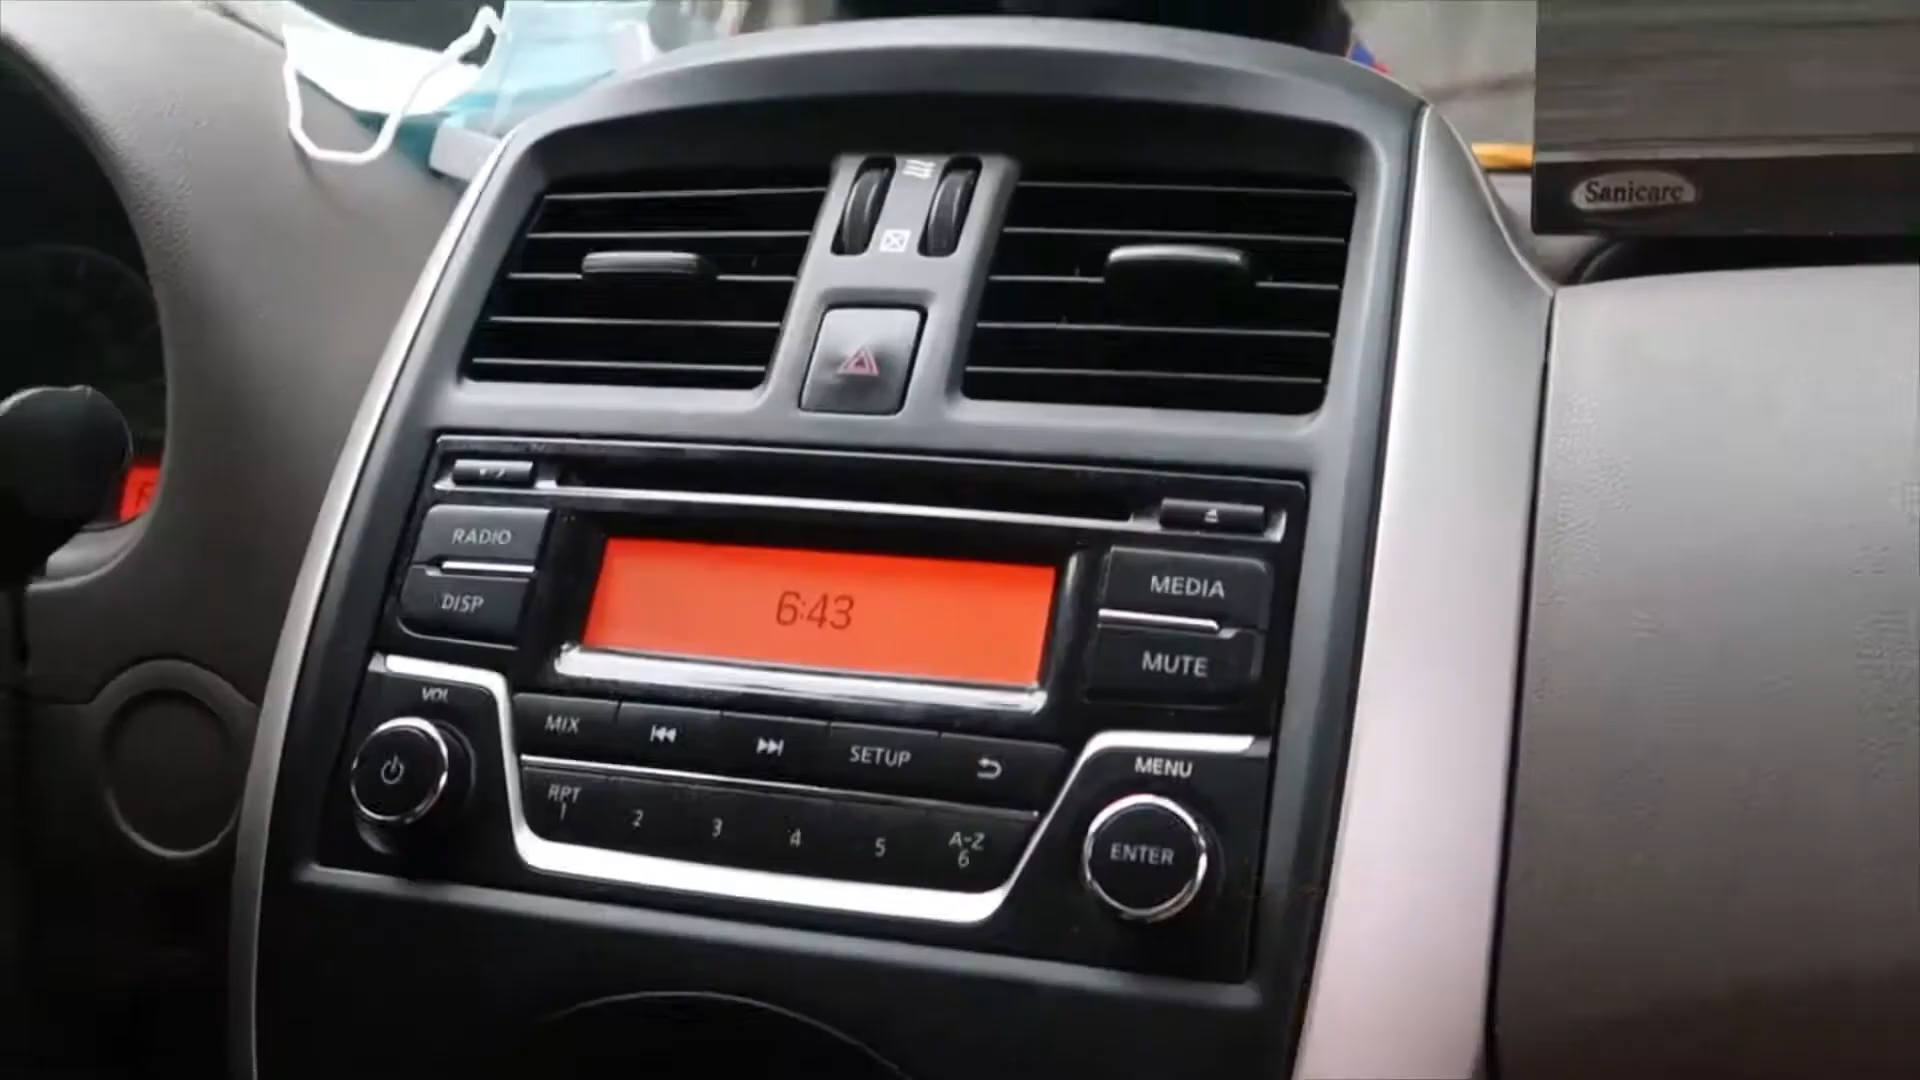 Sanicare
RADIO
DISP
6:43
MEDIA
MUTE
VOL
MIX
SETUP
MENU
RPT
1
2
3
4
5
A-Z
6
ENTER